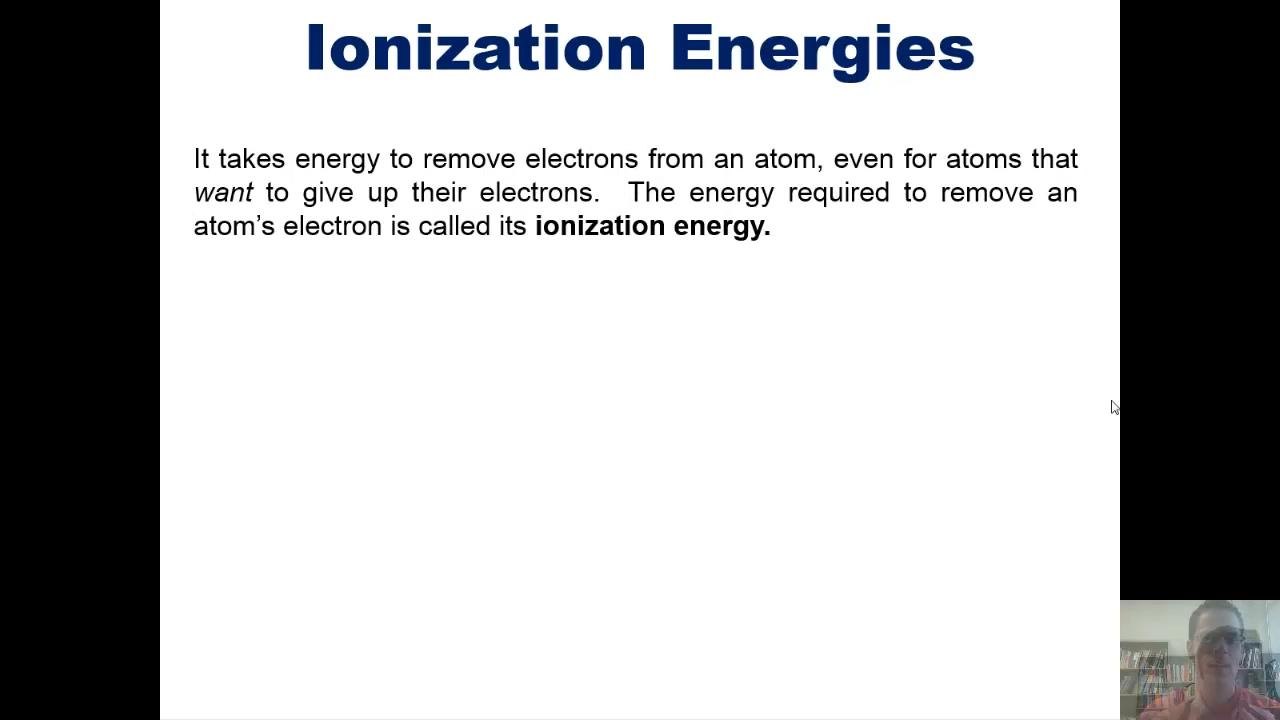 Ionization Energies
It takes energy to remove electrons from an atom, even for atoms that
want to give up their electrons.  The energy required to remove an
atom’s electron is called its ionization energy.